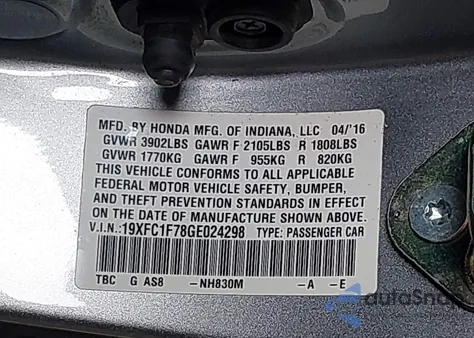 MFD. BY HONDA MFG. OF INDIANA, LLC 04/'16
GVWR 3902LBS GAWR F 2105LBS R 1808LBS
GVWR 1770KG GAWR F 955KG R 820KG
THIS VEHICLE CONFORMS TO ALL APPLICABLE
FEDERAL MOTOR VEHICLE SAFETY, BUMPER,
AND THEFT PREVENTION STANDARDS IN EFFECT
ON THE DATE OF MANUFACTURE SHOWN ABOVE.
V.I.N.:19XFC1F78GE024298 TYPE: PASSENGER CAR
TBC G AS8 -NH830M -A -E